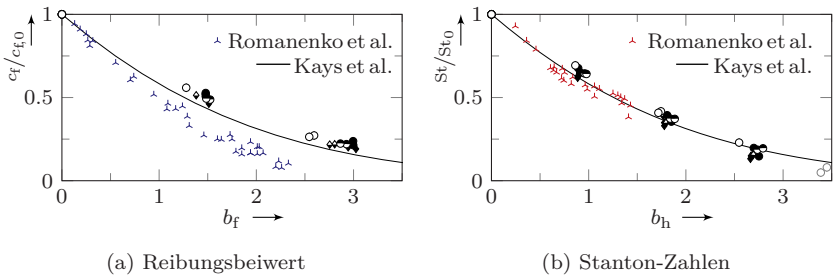 1
0.5
0
0
1
2
3
c_f/c_f,0
b_f
Romanenko et al.
Kays et al.
(a) Reibungsbeiwert
1
0.5
0
0
1
2
3
St/St_0
b_h
Romanenko et al.
Kays et al.
(b) Stanton-Zahlen